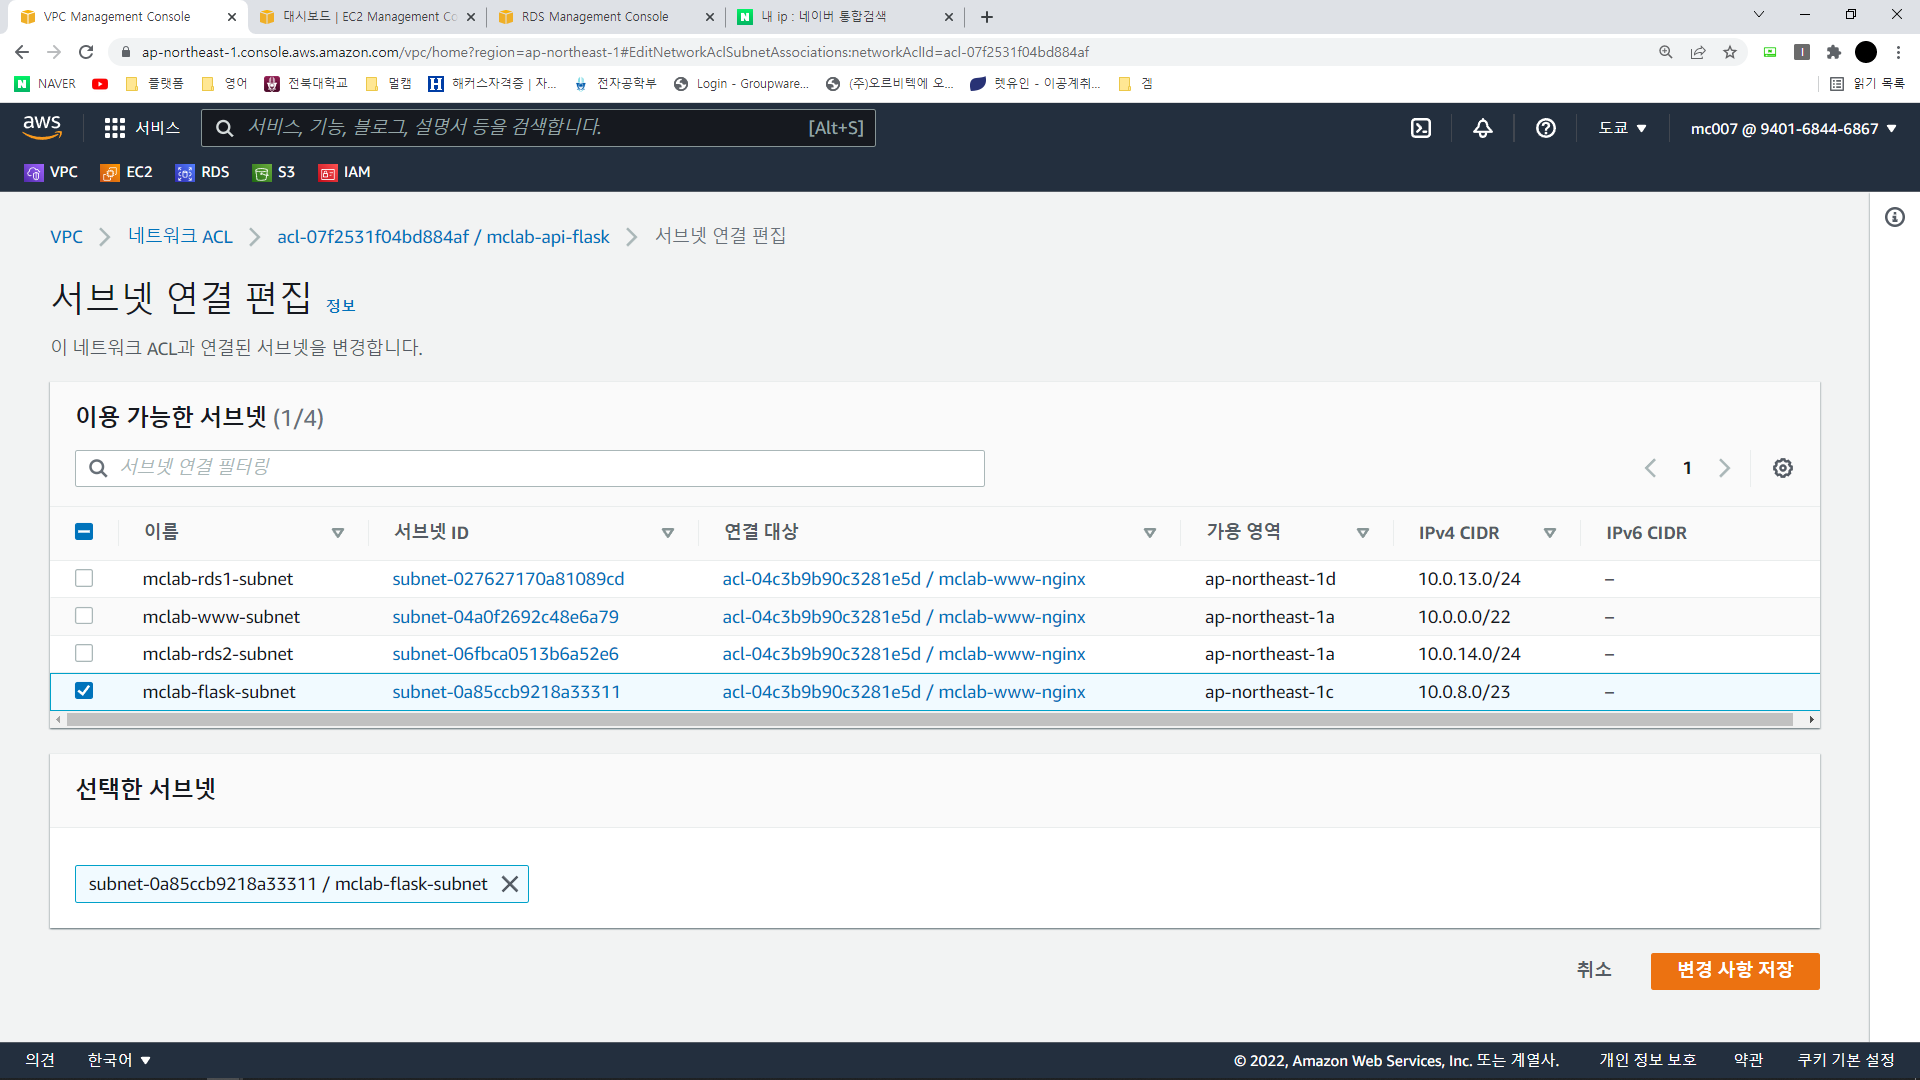 VPC Management Console
대시보드 | EC2 Management Co
RDS Management Console
내 ip : 네이버 통합검색
ap-northeast-1.console.aws.amazon.com/vpc/home?region=ap-northeast-1#EditNetworkAclSubnetAssociations:networkAclId=acl-07f2531f04bd884af
NAVER
플랫폼
영어
전북대학교
멀캠
해커스자격증 | 자...
전자공학부
Login - Groupware...
(주)오르비텍에 오...
렛유인 - 이공계취...
겜
읽기 목록
aws
서비스
서비스, 기능, 블로그, 설명서 등을 검색합니다.
[Alt+S]
도쿄
mc007 @ 9401-6844-6867
VPC
EC2
RDS
S3
IAM
VPC
네트워크 ACL
acl-07f2531f04bd884af / mclab-api-flask
서브넷 연결 편집
서브넷 연결 편집 정보
이 네트워크 ACL과 연결된 서브넷을 변경합니다.
이용 가능한 서브넷 (1/4)
서브넷 연결 필터링
1
이름 서브넷 ID 연결 대상 가용 영역 IPv4 CIDR IPv6 CIDR
mclab-rds1-subnet subnet-027627170a81089cd acl-04c3b9b90c3281e5d / mclab-www-nginx ap-northeast-1d 10.0.13.0/24 –
mclab-www-subnet subnet-04a0f2692c48e6a79 acl-04c3b9b90c3281e5d / mclab-www-nginx ap-northeast-1a 10.0.0.0/22 –
mclab-rds2-subnet subnet-06fbca0513b6a52e6 acl-04c3b9b90c3281e5d / mclab-www-nginx ap-northeast-1a 10.0.14.0/24 –
mclab-flask-subnet subnet-0a85ccb9218a33311 acl-04c3b9b90c3281e5d / mclab-www-nginx ap-northeast-1c 10.0.8.0/23 –
선택한 서브넷
subnet-0a85ccb9218a33311 / mclab-flask-subnet
취소
변경 사항 저장
의견
한국어
© 2022, Amazon Web Services, Inc. 또는 계열사.
개인 정보 보호
약관
쿠키 기본 설정